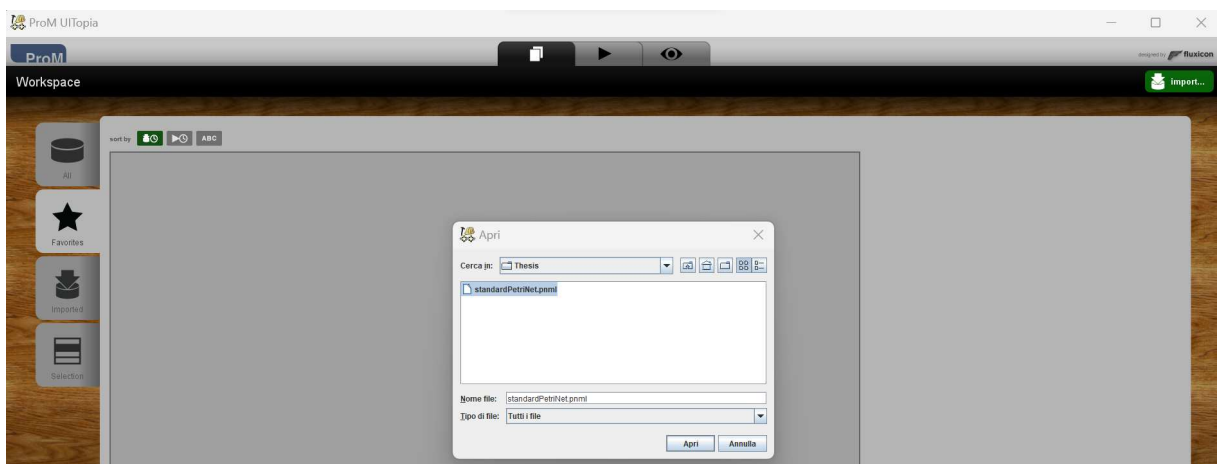 ProM UITopia
ProM
designed by fluxicon
Workspace
import...
sort by ABC
All
Favorites
Imported
Selection
Apri
Cerca in: Thesis
standardPetriNet.pnml
Nome file: standardPetriNet.pnml
Tipo di file: Tutti i file
Apri Annulla